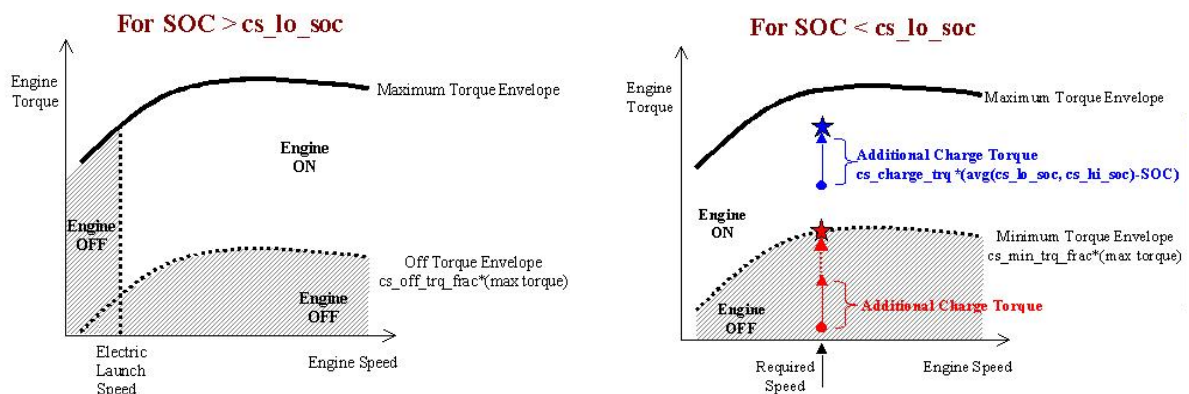 For SOC > cs_lo_soc
Engine
Torque
Maximum Torque Envelope
Engine
ON
Engine
OFF
Off Torque Envelope
cs_off_trq_frac*(max torque)
Engine
OFF
Electric
Launch
Speed
Engine Speed
For SOC < cs_lo_soc
Engine
Torque
Maximum Torque Envelope
Additional Charge Torque
cs_charge_trq*(avg(cs_lo_soc, cs_hi_soc)-SOC)
Engine
ON
Minimum Torque Envelope
cs_min_trq_frac*(max torque)
Additional Charge Torque
Engine
OFF
Required
Speed
Engine Speed